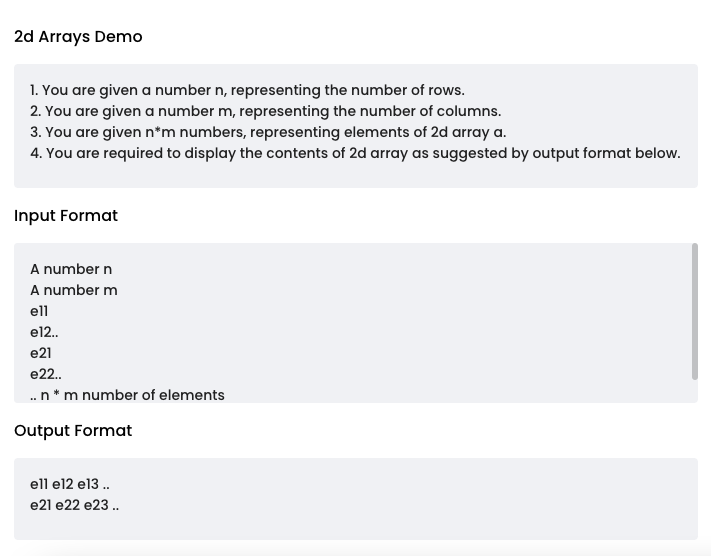 2d Arrays Demo
1. You are given a number n, representing the number of rows.
2. You are given a number m, representing the number of columns.
3. You are given n*m numbers, representing elements of 2d array a.
4. You are required to display the contents of 2d array as suggested by output format below.
Input Format
A number n
A number m
e11
e12..
e21
e22..
.. n * m number of elements
Output Format
e11 e12 e13 ..
e21 e22 e23 ..